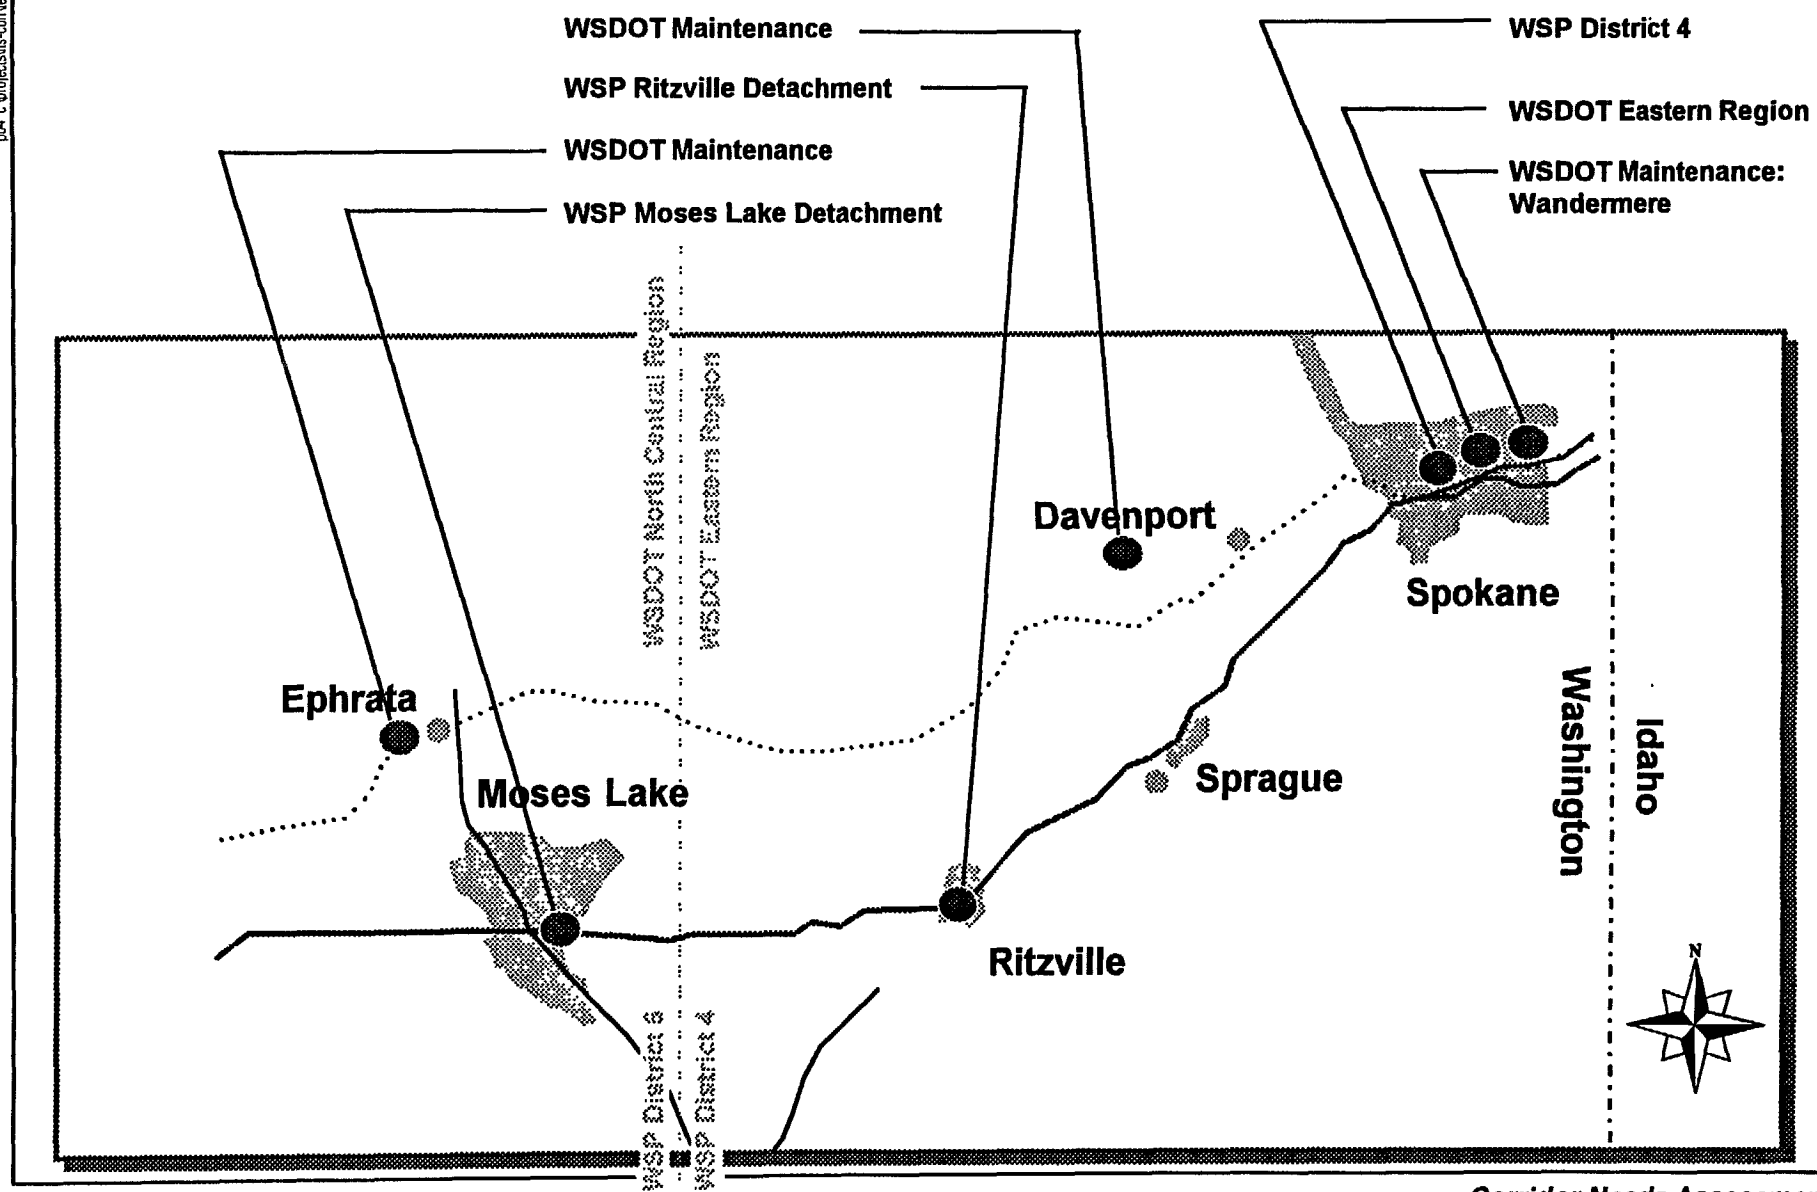 WSDOT Maintenance
WSP Ritzville Detachment
WSDOT Maintenance
WSP Moses Lake Detachment
WSP District 4
WSDOT Eastern Region
WSDOT Maintenance:
Wandermere
WSDOT North Central Region
WSDOT Eastern Region
Davenport
Spokane
Ephrata
Moses Lake
Sprague
Ritzville
Washington
Idaho
N
WSP District 6
WSP District 4